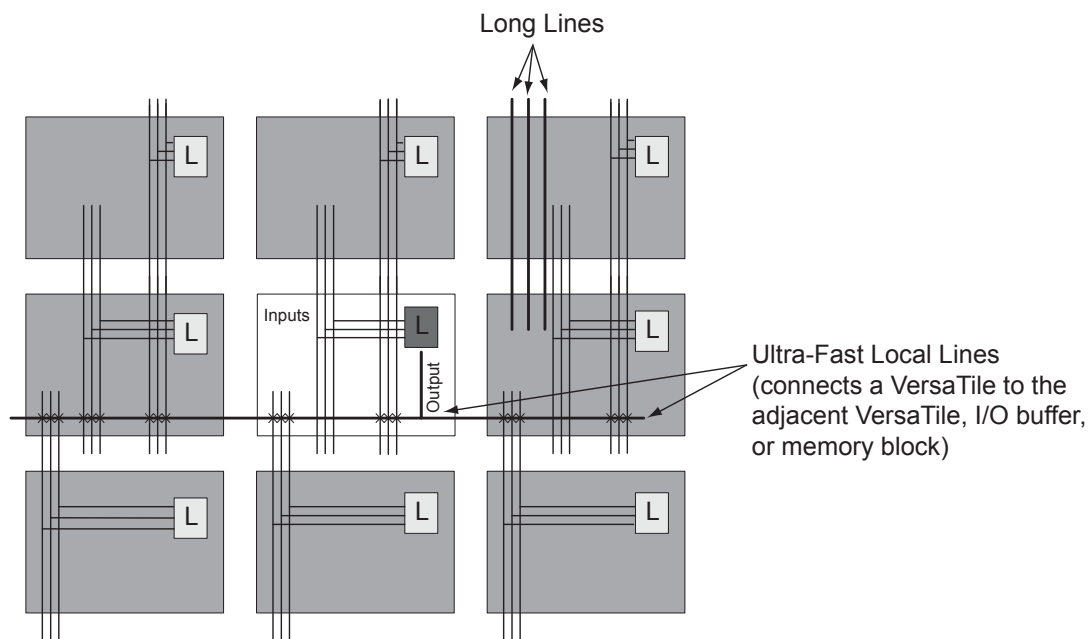 Long Lines
L
L
L
L
Inputs
L
L
Output
Ultra-Fast Local Lines
(connects a VersaTile to the
adjacent VersaTile, I/O buffer,
or memory block)
L
L
L